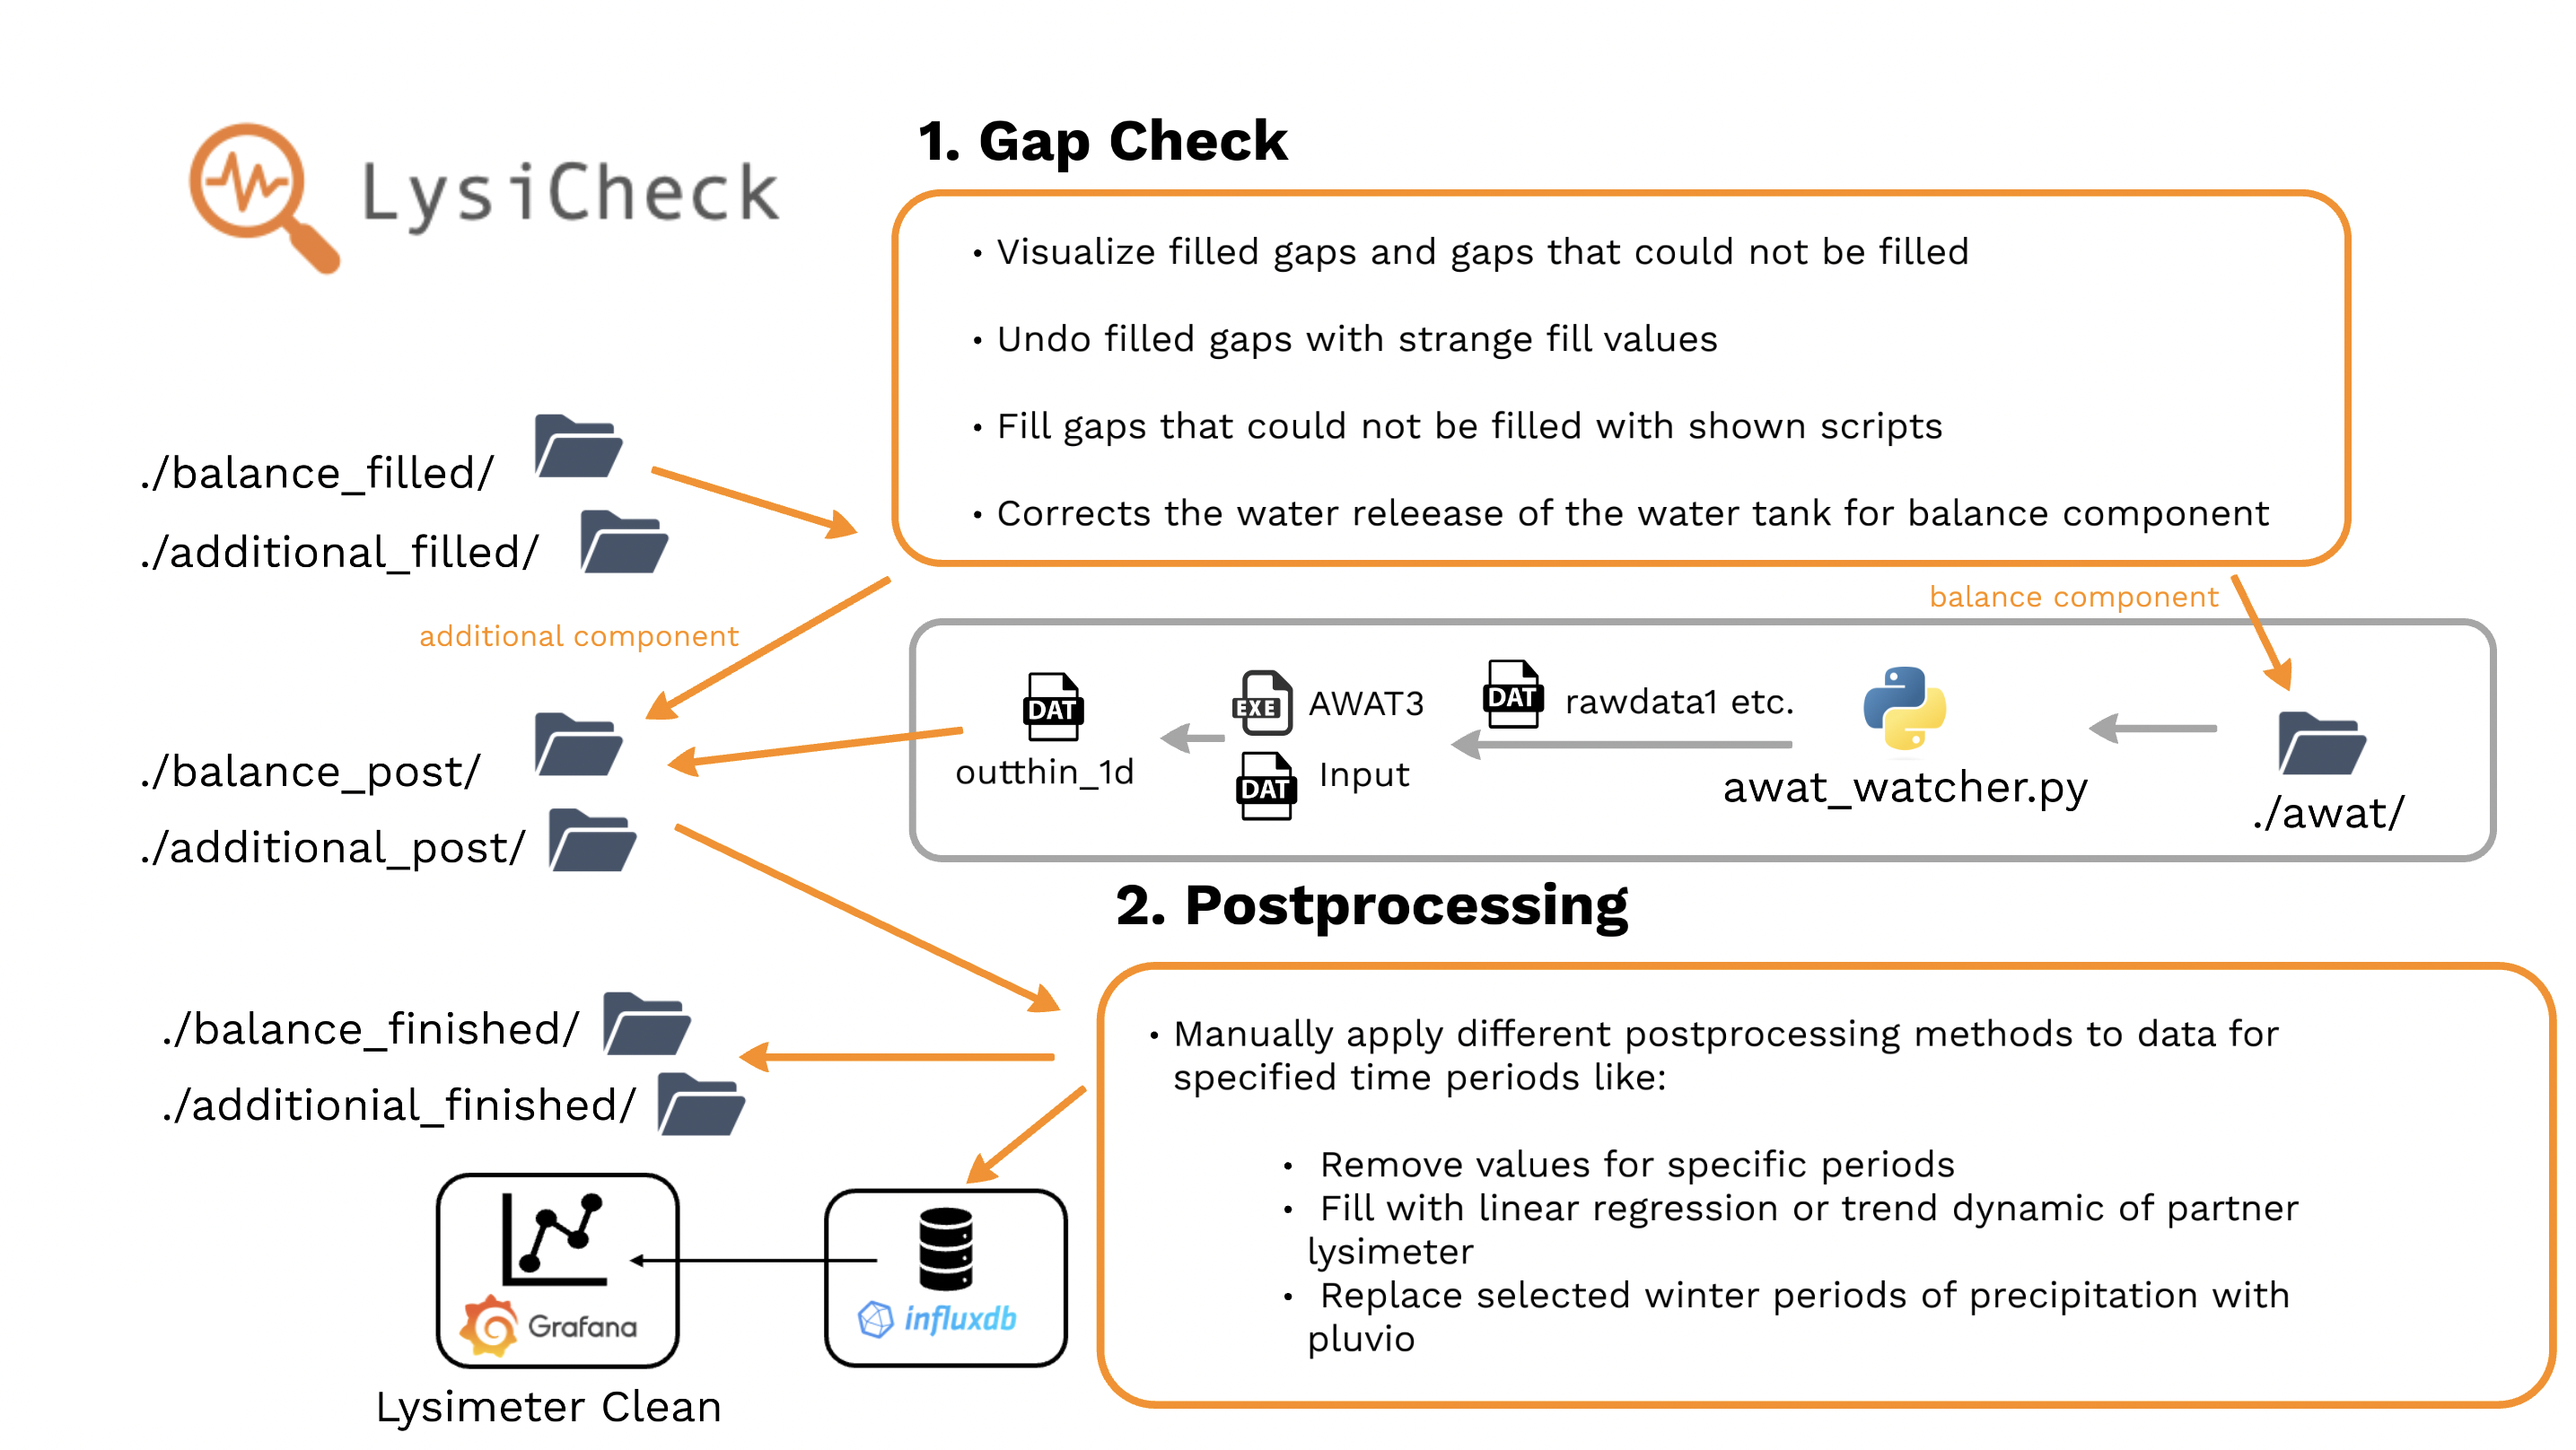 LysiCheck
1. Gap Check
• Visualize filled gaps and gaps that could not be filled
• Undo filled gaps with strange fill values
• Fill gaps that could not be filled with shown scripts
• Corrects the water releease of the water tank for balance component
./balance_filled/
./additional_filled/
additional component
balance component
DAT
outthin_1d
EXE
AWAT3
DAT
Input
DAT
rawdata1 etc.
awat_watcher.py
./awat/
./balance_post/
./additional_post/
2. Postprocessing
• Manually apply different postprocessing methods to data for
specified time periods like:
• Remove values for specific periods
• Fill with linear regression or trend dynamic of partner
lysimeter
• Replace selected winter periods of precipitation with
pluvio
./balance_finished/
./additionial_finished/
Grafana
influxdb
Lysimeter Clean